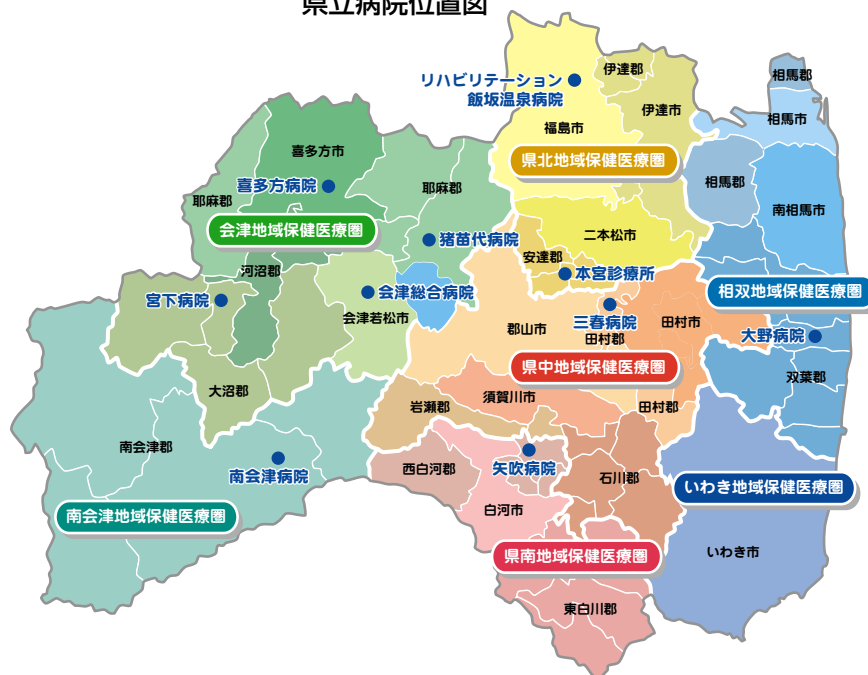 県立病院位置図
リハビリテーション
飯坂温泉病院
伊達郡
相馬郡
伊達市
相馬市
福島市
喜多方市
県北地域保健医療圏
耶麻郡
相馬郡
喜多方病院
耶麻郡
南相馬市
会津地域保健医療圏
二本松市
猪苗代病院
安達郡
河沼郡
本宮診療所
宮下病院
会津総合病院
相双地域保健医療圏
会津若松市
三春病院
田村市
郡山市
田村郡
大野病院
県中地域保健医療圏
双葉郡
大沼郡
須賀川市
岩瀬郡
田村郡
南会津郡
矢吹病院
西白河郡
南会津病院
石川郡
いわき地域保健医療圏
白河市
南会津地域保健医療圏
いわき市
県南地域保健医療圏
東白川郡